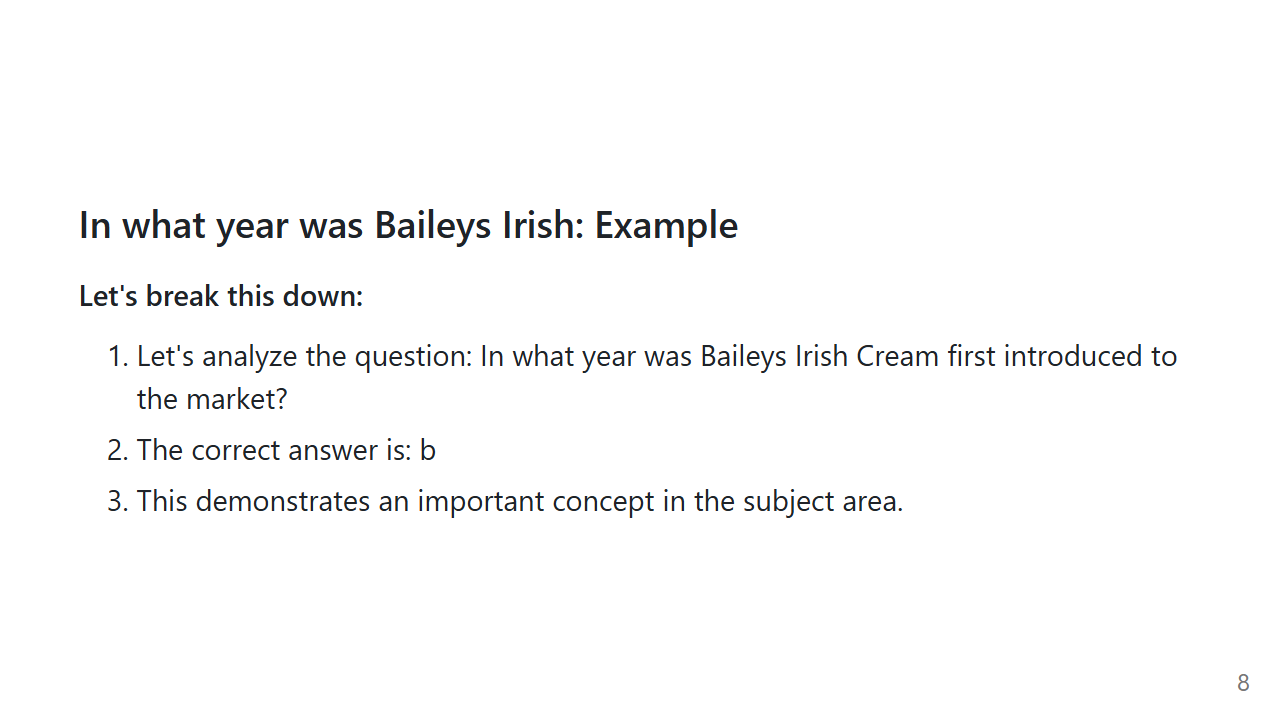 In what year was Baileys Irish: Example
Let's break this down:
1. Let's analyze the question: In what year was Baileys Irish Cream first introduced to
the market?
2. The correct answer is: b
3. This demonstrates an important concept in the subject area.
8